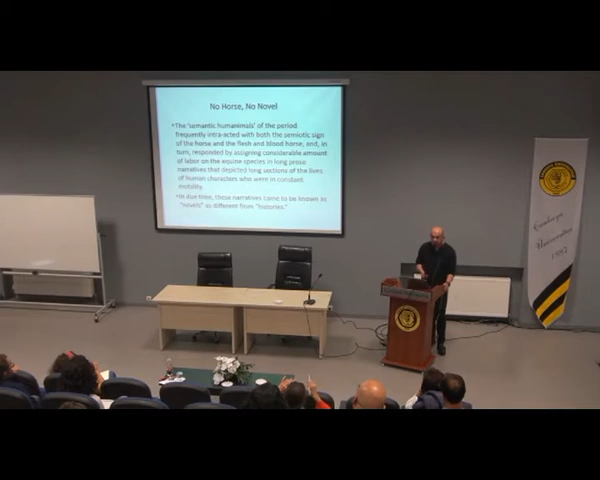 No Horse, No Novel
•The 'semantic humanimals' of the period
frequently intra-acted with both the semiotic sign
of the horse and the flesh and blood horse, and, in
turn, responded by assigning considerable amount
of labor on the equine species in long prose
narratives that depicted long sections of the lives
of human characters who were in constant
mobility.
•In due time, those narratives came to be known as
"novels" as different from "histories."
Çankaya
Üniversitesi
1997